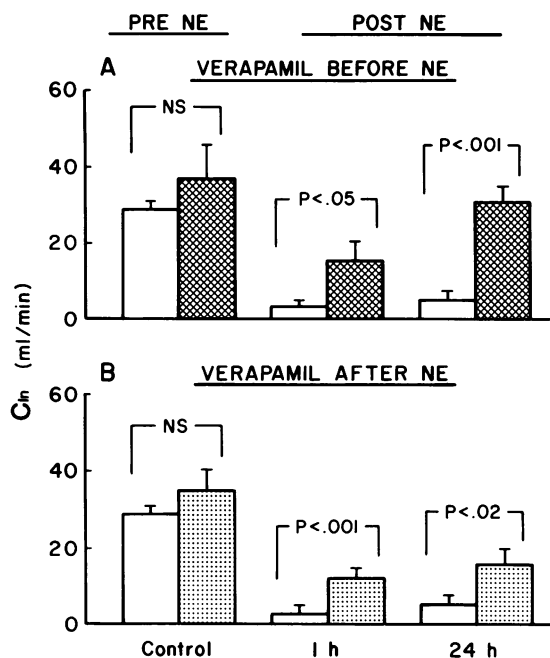 PRE NE POST NE
A VERAPAMIL BEFORE NE
60
NS
P<.001
40
P<.05
20
0
CIn (ml/min)
B VERAPAMIL AFTER NE
60
NS
40
P<.001 P<.02
20
0
Control 1 h 24 h